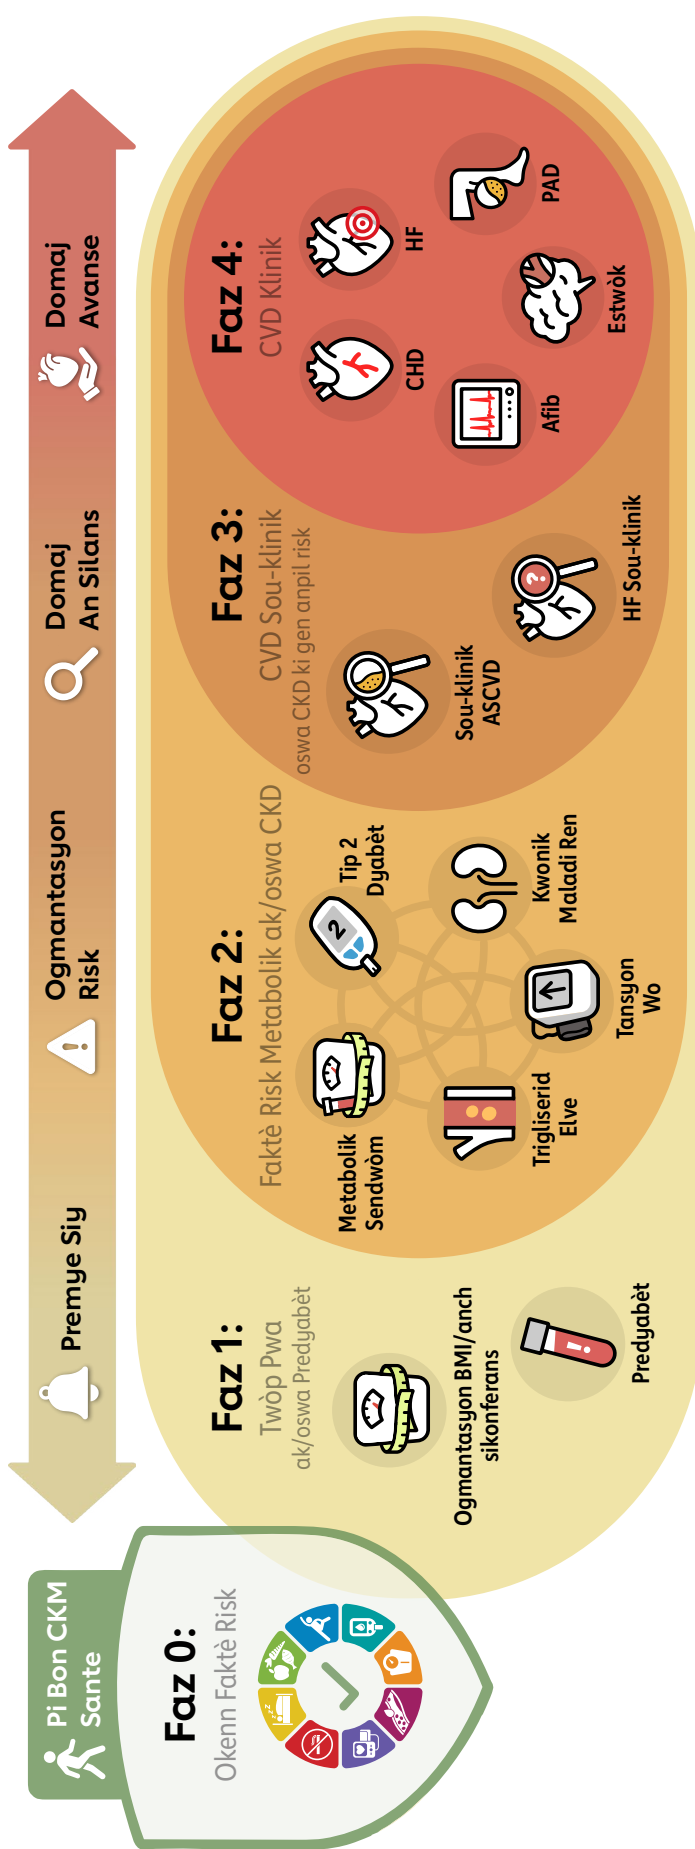 Pi Bon CKM
Sante
Premye Siy
Ogmantasyon
Risk
Domaj
An Silans
Domaj
Avanse
Faz 0:
Okenn Faktè Risk
zzz
Faz 1:
Twòp Pwa
ak/oswa Predyabèt
Ogmantasyon BMI/anch
sikonferans
Predyabèt
Faz 2:
Faktè Risk Metabolik ak/oswa CKD
Metabolik
Sendwòm
2
Tip 2
Dyabèt
Trigliserid
Elve
Tansyon
Wo
Kwonik
Maladi Ren
Faz 3:
CVD Sou-klinik
oswa CKD ki gen anpil risk
Sou-klinik
ASCVD
?
HF Sou-klinik
Faz 4:
CVD Klinik
CHD
HF
Afib
Estwòk
PAD